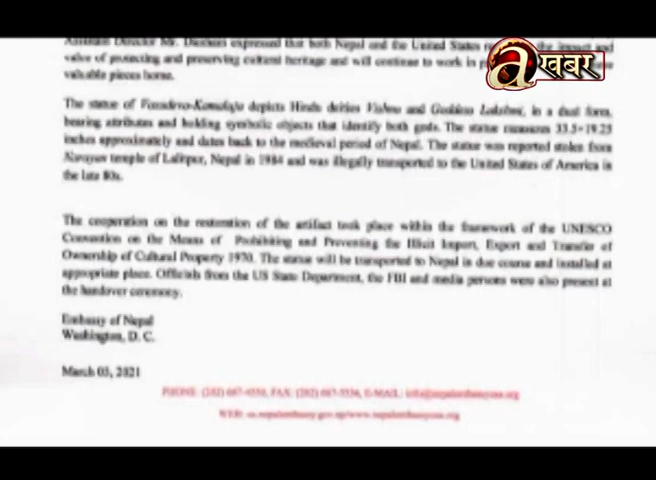 a खबर
Assistant Director Mr. expressed that both Nepal and the United States the impact and
value of protecting and preserving cultural heritage and will continue to work in
valuable pieces home.
The statue of Vasudeva-Kamalaja depicts Hindu deities Vishnu and Goddess Lakshmi, in a dual form,
bearing attributes and holding symbolic objects that identify both gods. The statue measures 33.5×19.25
inches approximately and dates back to the medieval period of Nepal. The statue was reported stolen from
Narayan temple of Lalitpur, Nepal in 1984 and was illegally transported to the United States of America in
the late 80s.
The cooperation on the restoration of the artifact took place within the framework of the UNESCO
Convention on the Means of Prohibiting and Preventing the Illicit Import, Export and Transfer of
Ownership of Cultural Property 1970. The statue will be transported to Nepal in due course and installed at
appropriate place. Officials from the US State Department, the FBI and media persons were also present at
the handover ceremony.
Embassy of Nepal
Washington, D. C.
March 05, 2021
PHONE: (202) 667-4550, FAX: (202) 667-5534, E-MAIL: info@nepalembassyusa.org
WEB: us.nepalembassy.gov.np/www.nepalembassyusa.org